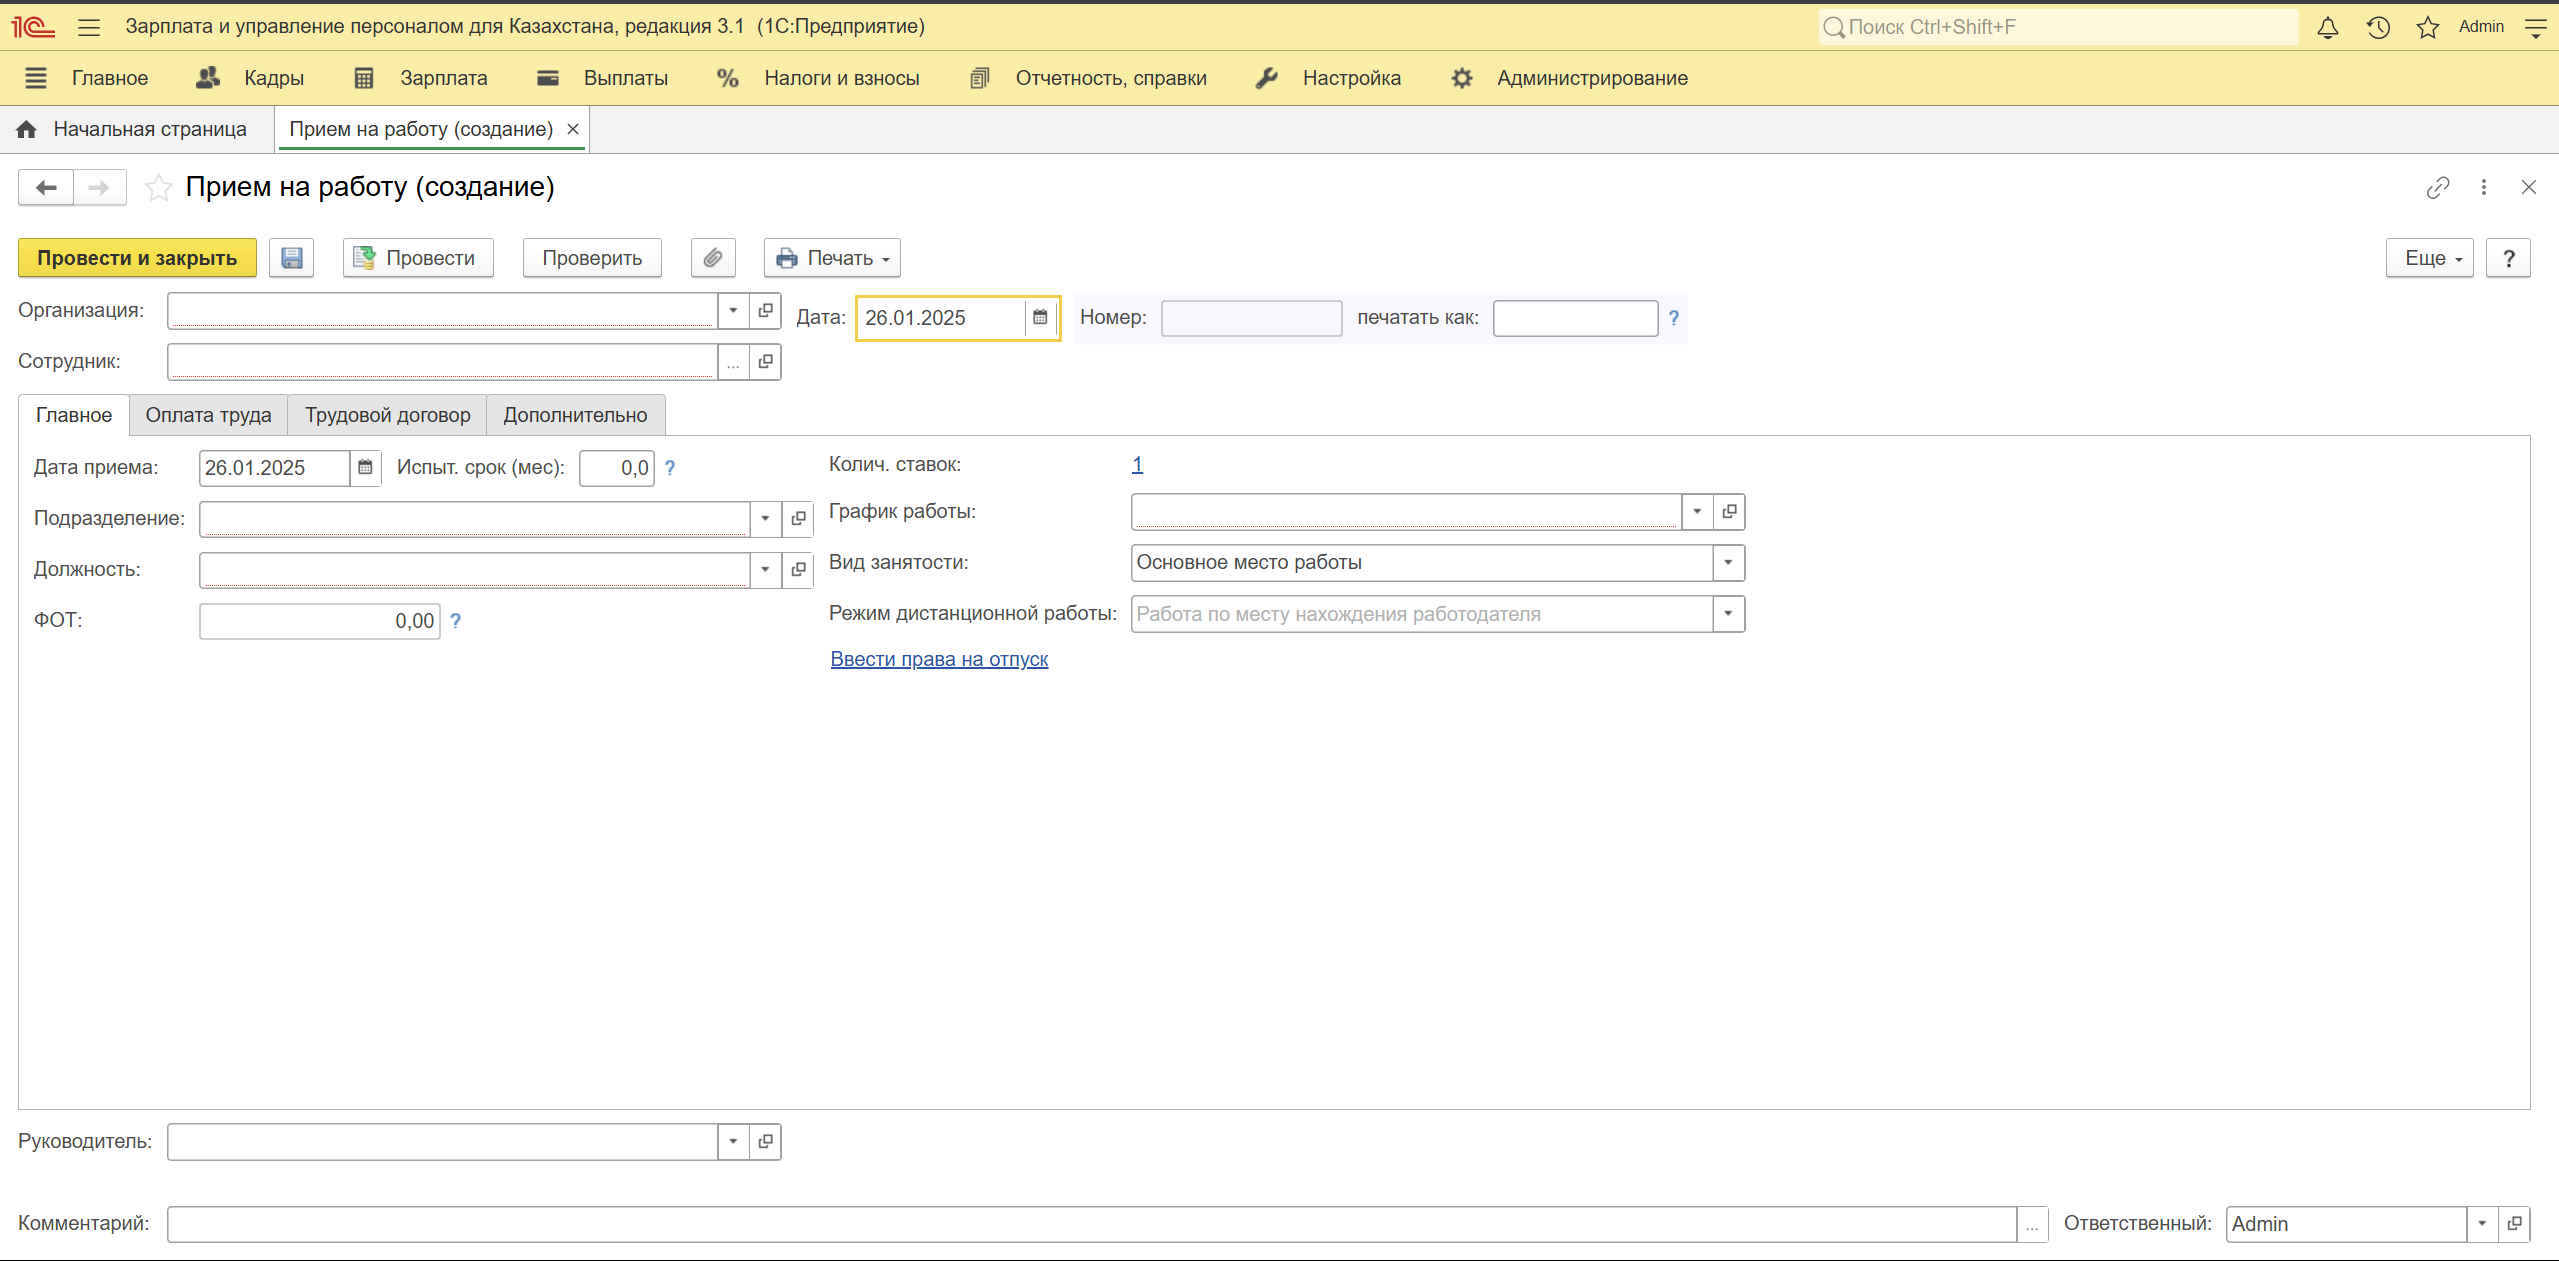 1С Зарплата и управление персоналом для Казахстана, редакция 3.1 (1С:Предприятие) Поиск Ctrl+Shift+F Admin
Главное Кадры Зарплата Выплаты % Налоги и взносы Отчетность, справки Настройка Администрирование
Начальная страница Прием на работу (создание) ×
Прием на работу (создание)
Провести и закрыть Провести Проверить Печать Еще ?
Организация: Дата: 26.01.2025 Номер: печатать как: ?
Сотрудник: ...
Главное Оплата труда Трудовой договор Дополнительно
Дата приема: 26.01.2025 Испыт. срок (мес): 0,0 ? Колич. ставок: 1
Подразделение: График работы:
Должность: Вид занятости: Основное место работы
ФОТ: 0,00 ? Режим дистанционной работы: Работа по месту нахождения работодателя
Ввести права на отпуск
Руководитель:
Комментарий: ... Ответственный: Admin